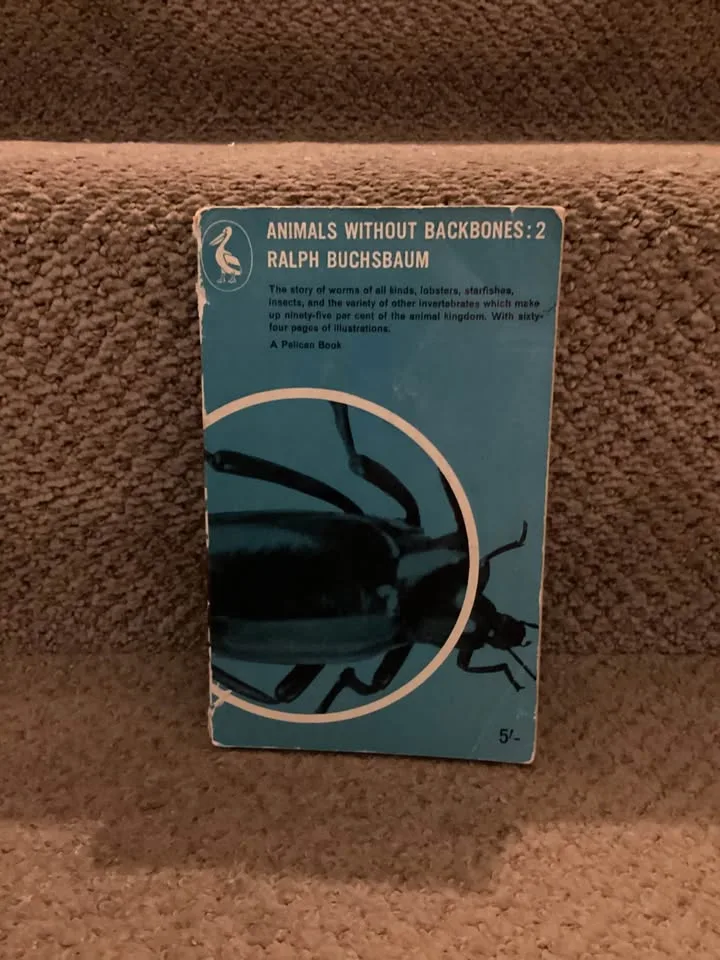 ANIMALS WITHOUT BACKBONES: 2
RALPH BUCHSBAUM
The story of worms of all kinds, lobsters, starfishes,
insects, and the variety of other invertebrates which make
up ninety-five per cent of the animal kingdom. With sixty-
four pages of illustrations.
A Pelican Book
5/-